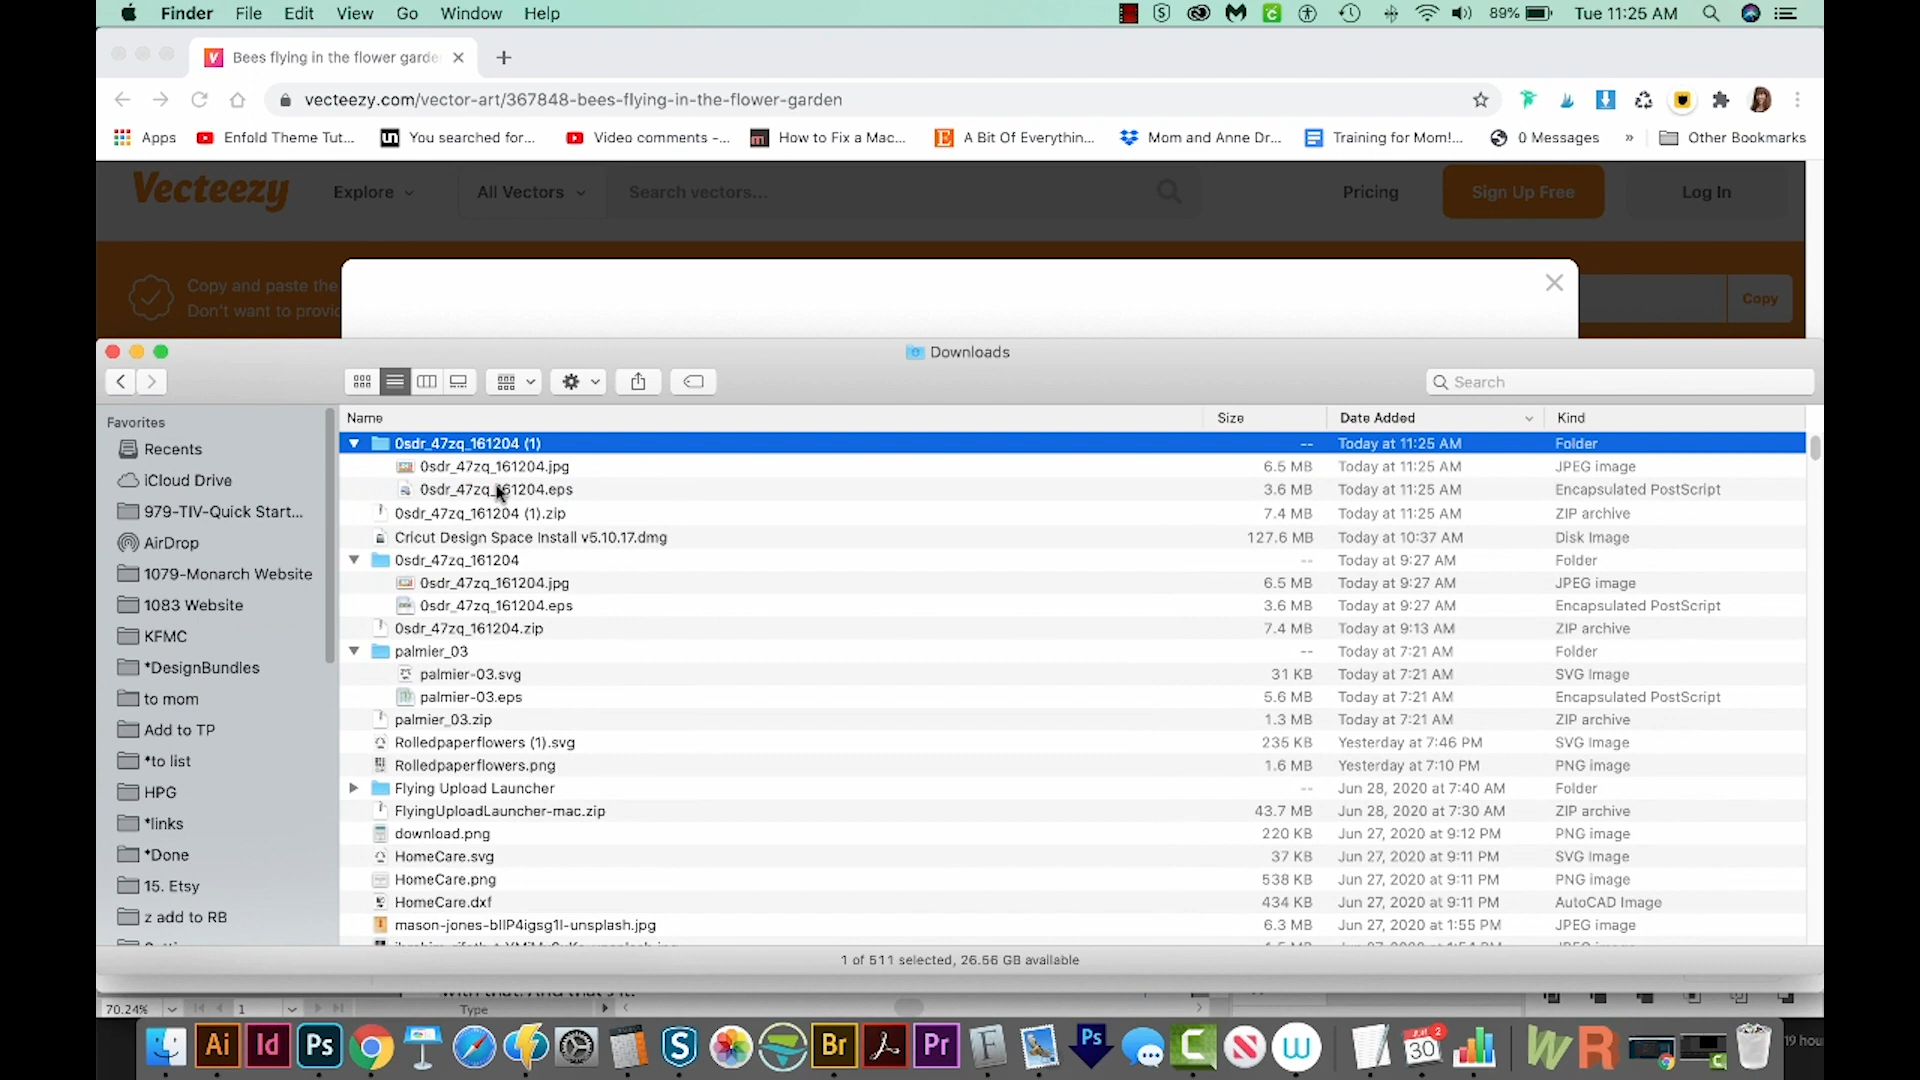 Finder File Edit View Go Window Help 89% Tue 11:25 AM
Bees flying in the flower garde
vecteezy.com/vector-art/367848-bees-flying-in-the-flower-garden
Apps Enfold Theme Tut... You searched for... Video comments -... How to Fix a Mac... A Bit Of Everythin... Mom and Anne Dr... Training for Mom!... 0 Messages » Other Bookmarks
Vecteezy Explore All Vectors Search vectors... Pricing Sign Up Free Log In
Copy and paste the
Don't want to provi
Copy
Downloads
Search
Favorites
Recents
iCloud Drive
979-TIV-Quick Start...
AirDrop
1079-Monarch Website
1083 Website
KFMC
*DesignBundles
to mom
Add to TP
*to list
HPG
*links
*Done
15. Etsy
z add to RB
Name Size Date Added Kind
0sdr_47zq_161204 (1) -- Today at 11:25 AM Folder
0sdr_47zq_161204.jpg 6.5 MB Today at 11:25 AM JPEG image
0sdr_47zq_161204.eps 3.6 MB Today at 11:25 AM Encapsulated PostScript
0sdr_47zq_161204 (1).zip 7.4 MB Today at 11:25 AM ZIP archive
Cricut Design Space Install v5.10.17.dmg 127.6 MB Today at 10:37 AM Disk Image
0sdr_47zq_161204 -- Today at 9:27 AM Folder
0sdr_47zq_161204.jpg 6.5 MB Today at 9:27 AM JPEG image
0sdr_47zq_161204.eps 3.6 MB Today at 9:27 AM Encapsulated PostScript
0sdr_47zq_161204.zip 7.4 MB Today at 9:13 AM ZIP archive
palmier_03 -- Today at 7:21 AM Folder
palmier-03.svg 31 KB Today at 7:21 AM SVG Image
palmier-03.eps 5.6 MB Today at 7:21 AM Encapsulated PostScript
palmier_03.zip 1.3 MB Today at 7:21 AM ZIP archive
Rolledpaperflowers (1).svg 235 KB Yesterday at 7:46 PM SVG Image
Rolledpaperflowers.png 1.6 MB Yesterday at 7:10 PM PNG image
Flying Upload Launcher -- Jun 28, 2020 at 7:40 AM Folder
FlyingUploadLauncher-mac.zip 43.7 MB Jun 28, 2020 at 7:30 AM ZIP archive
download.png 220 KB Jun 27, 2020 at 9:12 PM PNG image
HomeCare.svg 37 KB Jun 27, 2020 at 9:11 PM SVG Image
HomeCare.png 538 KB Jun 27, 2020 at 9:11 PM PNG image
HomeCare.dxf 434 KB Jun 27, 2020 at 9:11 PM AutoCAD Image
mason-jones-bIIP4igsg1I-unsplash.jpg 6.3 MB Jun 27, 2020 at 1:55 PM JPEG image
1 of 511 selected, 26.56 GB available
70.24% 1 Type
Ai Id Ps S Br Pr F Ps C N W JUN 30 2 W R 19 hou